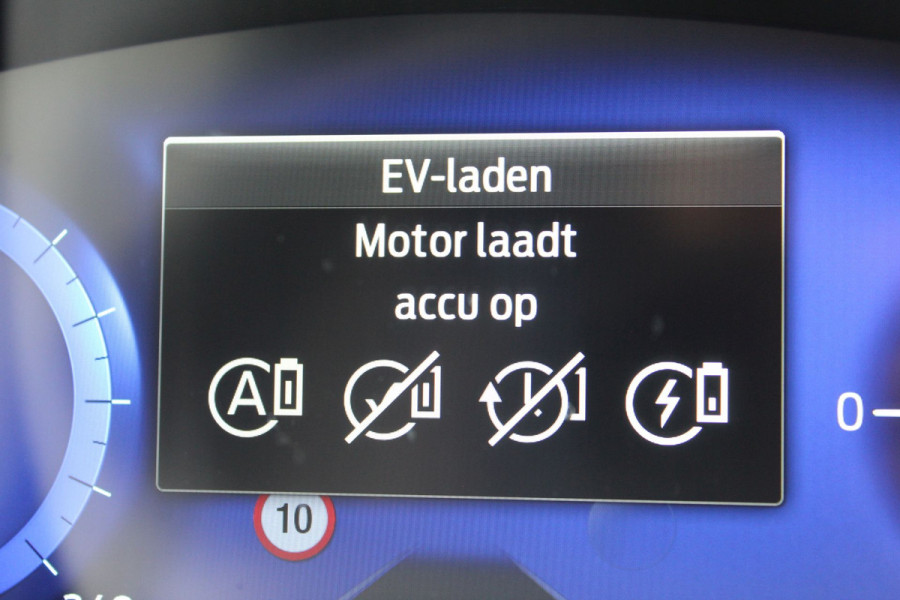 EV-laden
Motor laadt
accu op
A
0
10